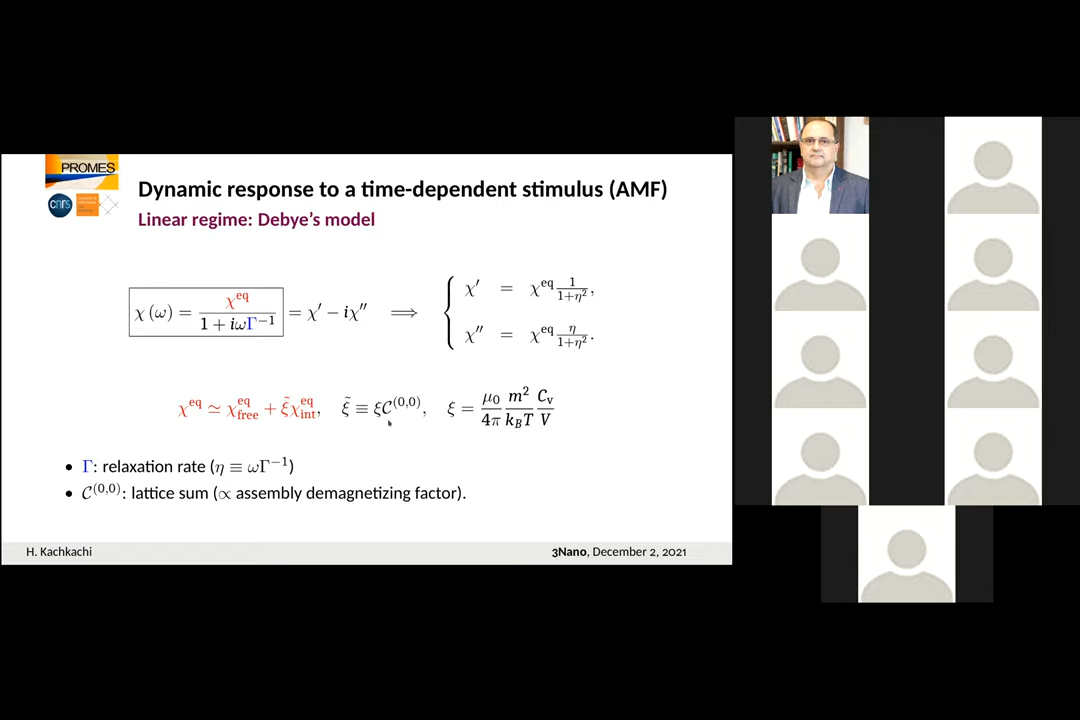 PROMES
cnrs
Dynamic response to a time-dependent stimulus (AMF)
Linear regime: Debye's model
χ (ω) = χ^eq / (1 + iωΓ⁻¹) = χ′ − iχ″ ⟹ { χ′ = χ^eq 1/(1+η²),
χ″ = χ^eq η/(1+η²).
χ^eq ≃ χ^eq_free + ξ̃χ^eq_int, ξ̃ ≡ ξC^(0,0), ξ = μ₀/4π m²/k_BT C_v/V
• Γ: relaxation rate (η ≡ ωΓ⁻¹)
• C^(0,0): lattice sum (∝ assembly demagnetizing factor).
H. Kachkachi 3Nano, December 2, 2021